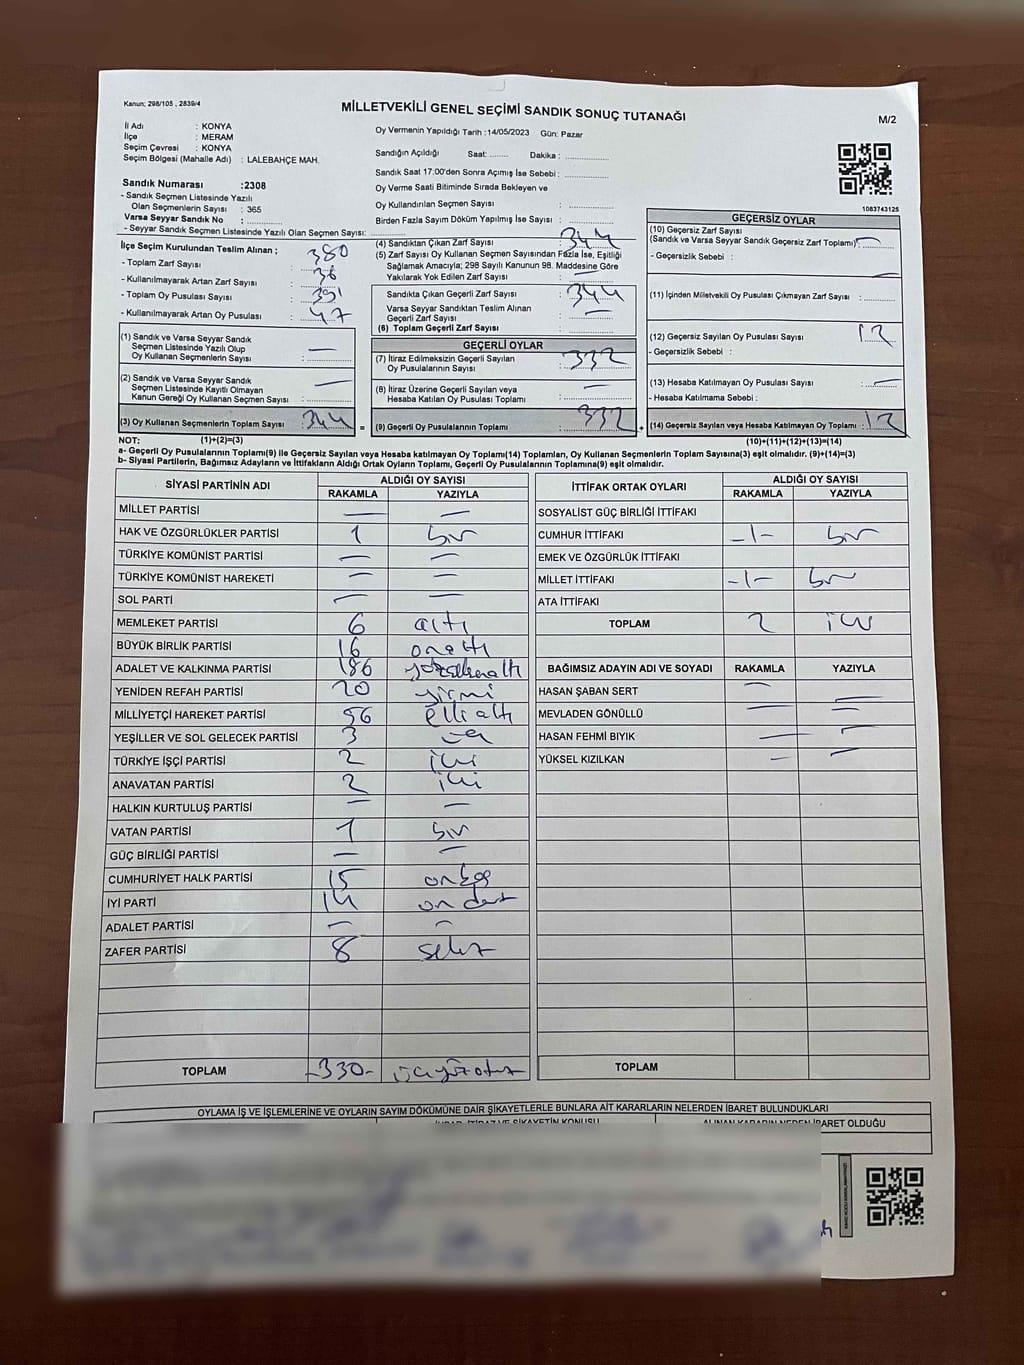 Kanun; 298/105 , 2839/4
MİLLETVEKİLİ GENEL SEÇİMİ SANDIK SONUÇ TUTANAĞI
M/2
İl Adı : KONYA
İlçe : MERAM
Seçim Çevresi : KONYA
Seçim Bölgesi (Mahalle Adı) : LALEBAHÇE MAH.
Sandık Numarası :2308
- Sandık Seçmen Listesinde Yazılı
Olan Seçmenlerin Sayısı : 365
Varsa Seyyar Sandık No :
- Seyyar Sandık Seçmen Listesinde Yazılı Olan Seçmen Sayısı:
Oy Vermenin Yapıldığı Tarih :14/05/2023 Gün: Pazar
Sandığın Açıldığı Saat: ........ Dakika : ....................
Sandık Saat 17:00'den Sonra Açımış İse Sebebi :
Oy Verme Saati Bitiminde Sırada Bekleyen ve
Oy Kullandırılan Seçmen Sayısı :
Birden Fazla Sayım Döküm Yapılmış İse Sayısı :
1083743125
İlçe Seçim Kurulundan Teslim Alınan ;
- Toplam Zarf Sayısı : 380
- Kullanılmayarak Artan Zarf Sayısı : 36
- Toplam Oy Pusulası Sayısı : 391
- Kullanılmayarak Artan Oy Pusulası : 47
(1) Sandık ve Varsa Seyyar Sandık
Seçmen Listesinde Yazılı Olup
Oy Kullanan Seçmenlerin Sayısı : —
(2) Sandık ve Varsa Seyyar Sandık
Seçmen Listesinde Kayıtlı Olmayan
Kanun Gereği Oy Kullanan Seçmen Sayısı : —
(3) Oy Kullanan Seçmenlerin Toplam Sayısı : 344
(4) Sandıktan Çıkan Zarf Sayısı : 344
(5) Zarf Sayısı Oy Kullanan Seçmen Sayısından Fazla İse, Eşitliği
Sağlamak Amacıyla; 298 Sayılı Kanunun 98. Maddesine Göre
Yakılarak Yok Edilen Zarf Sayısı : —
Sandıkta Çıkan Geçerli Zarf Sayısı : 344
Varsa Seyyar Sandıktan Teslim Alınan
Geçerli Zarf Sayısı : —
(6) Toplam Geçerli Zarf Sayısı :
GEÇERLİ OYLAR
(7) İtiraz Edilmeksizin Geçerli Sayılan
Oy Pusulalarının Sayısı : 332
(8) İtiraz Üzerine Geçerli Sayılan veya
Hesaba Katılan Oy Pusulası Toplamı : —
= (9) Geçerli Oy Pusulalarının Toplamı : 332
GEÇERSİZ OYLAR
(10) Geçersiz Zarf Sayısı
(Sandık ve Varsa Seyyar Sandık Geçersiz Zarf Toplamı): —
- Geçersizlik Sebebi : —
(11) İçinden Milletvekili Oy Pusulası Çıkmayan Zarf Sayısı :
(12) Geçersiz Sayılan Oy Pusulası Sayısı : 12
- Geçersizlik Sebebi :
(13) Hesaba Katılmayan Oy Pusulası Sayısı : —
- Hesaba Katılmama Sebebi :
+ (14) Geçersiz Sayılan veya Hesaba Katılmayan Oy Toplamı : 12
NOT: (1)+(2)=(3)
(10)+(11)+(12)+(13)=(14)
a- Geçerli Oy Pusulasının Toplamı(9) ile Geçersiz Sayılan veya Hesaba katılmayan Oy Toplamı(14) Toplamları, Oy Kullanan Seçmenlerin Toplam Sayısına(3) eşit olmalıdır. (9)+(14)=(3)
b- Siyasi Partilerin, Bağımsız Adayların ve İttifakların Aldığı Ortak Oyların Toplamı, Geçerli Oy Pusulasının Toplamına(9) eşit olmalıdır.
SİYASİ PARTİNİN ADI ALDIĞI OY SAYISI
RAKAMLA YAZIYLA
MİLLET PARTİSİ — —
HAK VE ÖZGÜRLÜKLER PARTİSİ 1 bir
TÜRKİYE KOMÜNİST PARTİSİ — —
TÜRKİYE KOMÜNİST HAREKETİ — —
SOL PARTİ — —
MEMLEKET PARTİSİ 6 altı
BÜYÜK BİRLİK PARTİSİ 16 onaltı
ADALET VE KALKINMA PARTİSİ 186 yüzseksenaltı
YENİDEN REFAH PARTİSİ 20 yirmi
MİLLİYETÇİ HAREKET PARTİSİ 56 elli altı
YEŞİLLER VE SOL GELECEK PARTİSİ 3 üç
TÜRKİYE İŞÇİ PARTİSİ 2 iki
ANAVATAN PARTİSİ 2 iki
HALKIN KURTULUŞ PARTİSİ — —
VATAN PARTİSİ 1 bir
GÜÇ BİRLİĞİ PARTİSİ — —
CUMHURİYET HALK PARTİSİ 15 onbeş
İYİ PARTİ 14 on dört
ADALET PARTİSİ — —
ZAFER PARTİSİ 8 sekiz
TOPLAM -330- üçyüzotuz
İTTİFAK ORTAK OYLARI ALDIĞI OY SAYISI
RAKAMLA YAZIYLA
SOSYALİST GÜÇ BİRLİĞİ İTTİFAKI
CUMHUR İTTİFAKI -1- bir
EMEK VE ÖZGÜRLÜK İTTİFAKI
MİLLET İTTİFAKI -1- bir
ATA İTTİFAKI
TOPLAM 2 iki
BAĞIMSIZ ADAYIN ADI VE SOYADI RAKAMLA YAZIYLA
HASAN ŞABAN SERT — —
MEVLADEN GÖNÜLLÜ — —
HASAN FEHMİ BIYIK — —
YÜKSEL KIZILKAN — —
TOPLAM
OYLAMA İŞ VE İŞLEMLERİNE VE OYLARIN SAYIM DÖKÜMÜNE DAİR ŞİKAYETLERLE BUNLARA AİT KARARLARIN NELERDEN İBARET BULUNDUKLARI